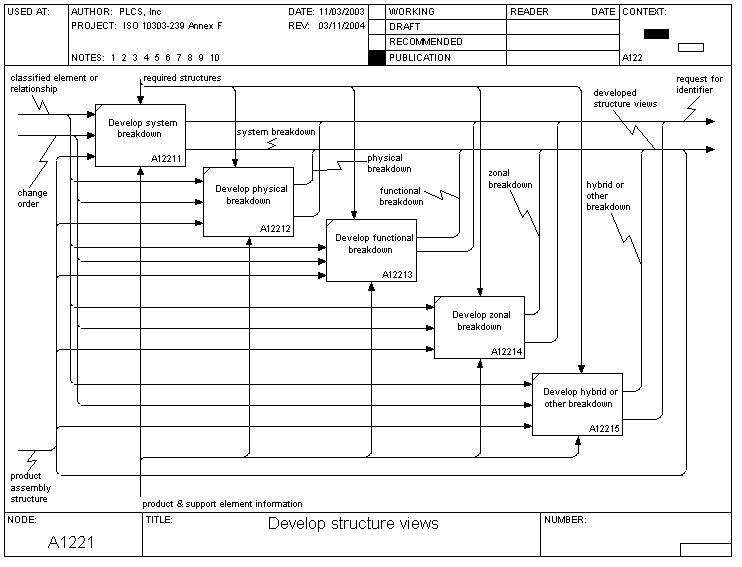 USED AT:
AUTHOR: PLCS, Inc
DATE: 11/03/2003
PROJECT: ISO 10303-239 Annex F
REV: 03/11/2004
NOTES: 1 2 3 4 5 6 7 8 9 10
WORKING
DRAFT
RECOMMENDED
PUBLICATION
READER
DATE
CONTEXT:
A122
classified element or
relationship
required structures
request for
identifier
developed
structure views
Develop system
breakdown
A12211
system breakdown
change
order
physical
breakdown
Develop physical
breakdown
A12212
functional
breakdown
zonal
breakdown
hybrid or
other
breakdown
Develop functional
breakdown
A12213
Develop zonal
breakdown
A12214
Develop hybrid or
other breakdown
A12215
product
assembly
structure
product & support element information
NODE:
A1221
TITLE:
Develop structure views
NUMBER: